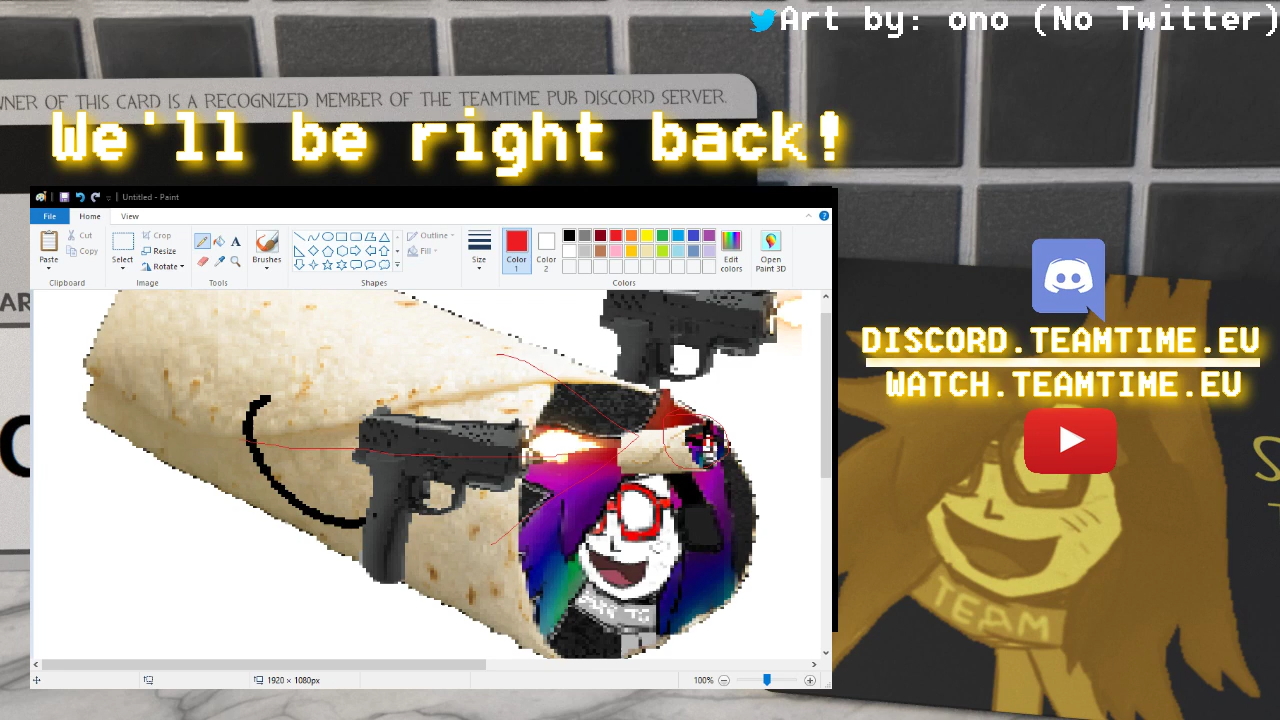 Art by: ono (No Twitter)
WNER OF THIS CARD IS A RECOGNIZED MEMBER OF THE TEAMTIME PUB DISCORD SERVER.
We'll be right back!
Untitled - Paint
File
Home
View
Paste
Cut
Copy
Clipboard
Select
Crop
Resize
Rotate
Image
A
Tools
Brushes
Outline
Fill
Shapes
Size
Color
1
Color
2
Edit
colors
Colors
Open
Paint 3D
DISCORD.TEAMTIME.EU
WATCH.TEAMTIME.EU
TEAM
1920 × 1080px
100%